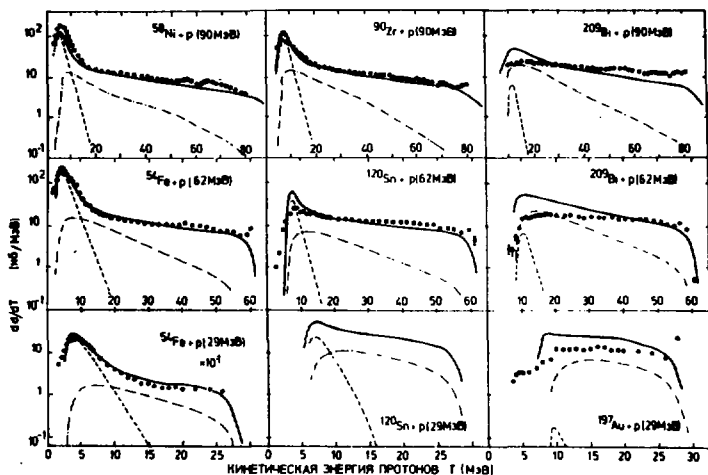 ⁵⁸Ni + p (90МэВ)
⁹⁰Zr + p (90МэВ)
²⁰⁹Bi + p (90МэВ)
10²
10
1
10⁻¹
20 40 60 80
20 40 60 80
20 40 60 80
⁵⁴Fe + p (62МэВ)
¹²⁰Sn + p (62МэВ)
²⁰⁹Bi + p (62МэВ)
10²
10
1
10⁻¹
10 20 30 40 50 60
10 20 30 40 50 60
10 20 30 40 50 60
⁵⁴Fe + p (29МэВ)
×10¹
¹²⁰Sn + p (29МэВ)
¹⁹⁷Au + p (29МэВ)
10
1
10⁻¹
0 5 10 15 20 25 30
0 5 10 15 20 25
0 5 10 15 20 25 30
dσ/dT (мб/МэВ)
КИНЕТИЧЕСКАЯ ЭНЕРГИЯ ПРОТОНОВ T (МэВ)